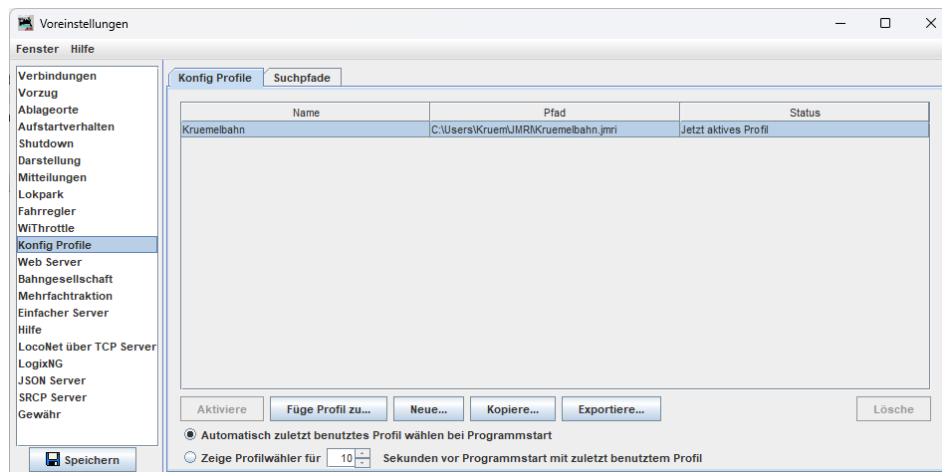 Voreinstellungen
Fenster Hilfe
Verbindungen
Vorzug
Ablageorte
Aufstartverhalten
Shutdown
Darstellung
Mitteilungen
Lokpark
Fahrregler
WiThrottle
Konfig Profile
Web Server
Bahngesellschaft
Mehrfachtraktion
Einfacher Server
Hilfe
LocoNet über TCP Server
LogixNG
JSON Server
SRCP Server
Gewähr
Speichern
Konfig Profile Suchpfade
Name Pfad Status
Kruemelbahn C:\Users\Kruem\JMRI\Kruemelbahn.jmri Jetzt aktives Profil
Aktiviere Füge Profil zu... Neue... Kopiere... Exportiere... Lösche
Automatisch zuletzt benutztes Profil wählen bei Programmstart
Zeige Profilwähler für 10 Sekunden vor Programmstart mit zuletzt benutztem Profil